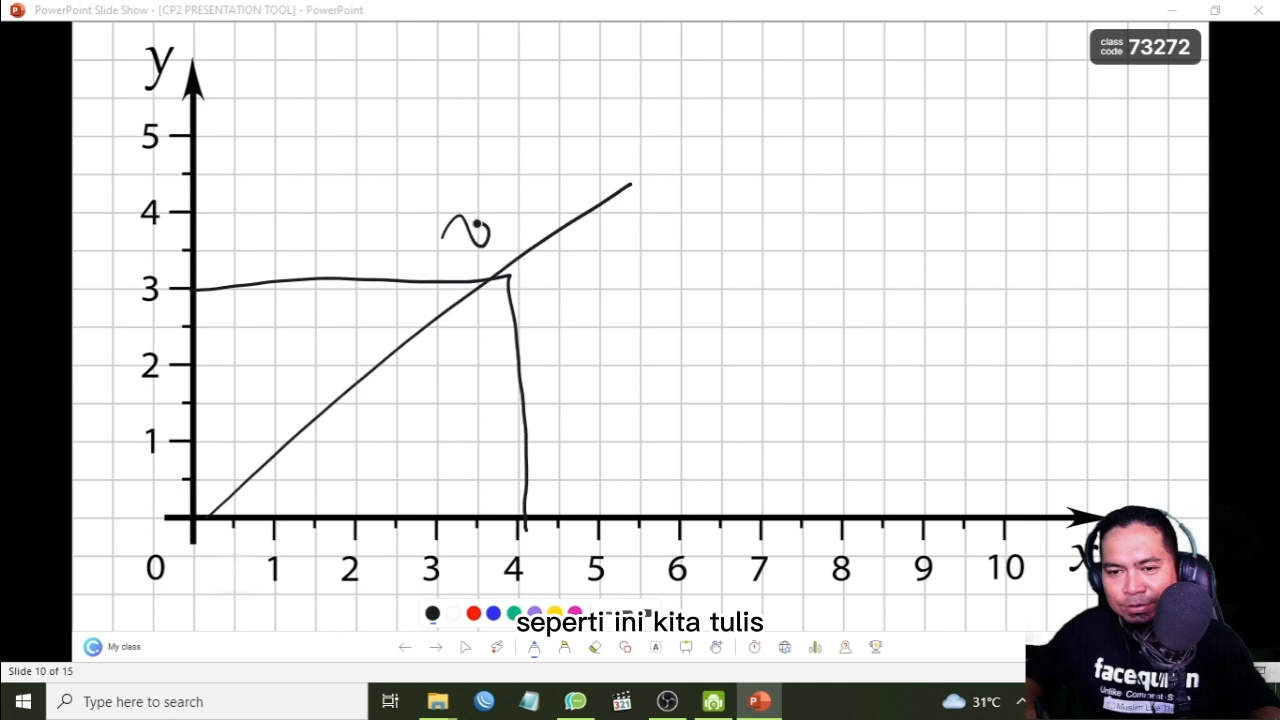 PowerPoint Slide Show - [CP2 PRESENTATION TOOL] - PowerPoint
class code 73272
y
5
4
3
2
1
0 1 2 3 4 5 6 7 8 9 10 x
seperti ini kita tulis
My class
Slide 10 of 15
Type here to search
31°C